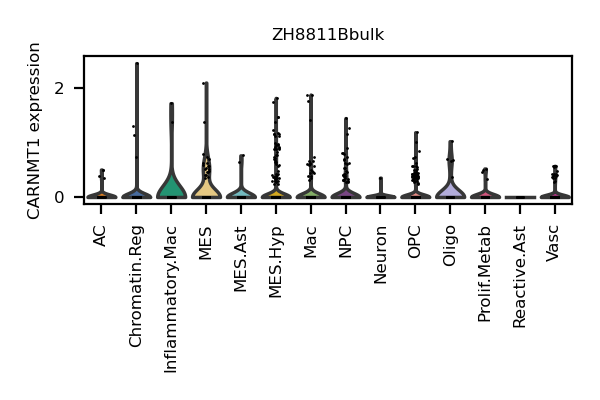 ZH8811Bbulk
CARNMT1 expression
2
0
AC
Chromatin.Reg
Inflammatory.Mac
MES
MES.Ast
MES.Hyp
Mac
NPC
Neuron
OPC
Oligo
Prolif.Metab
Reactive.Ast
Vasc